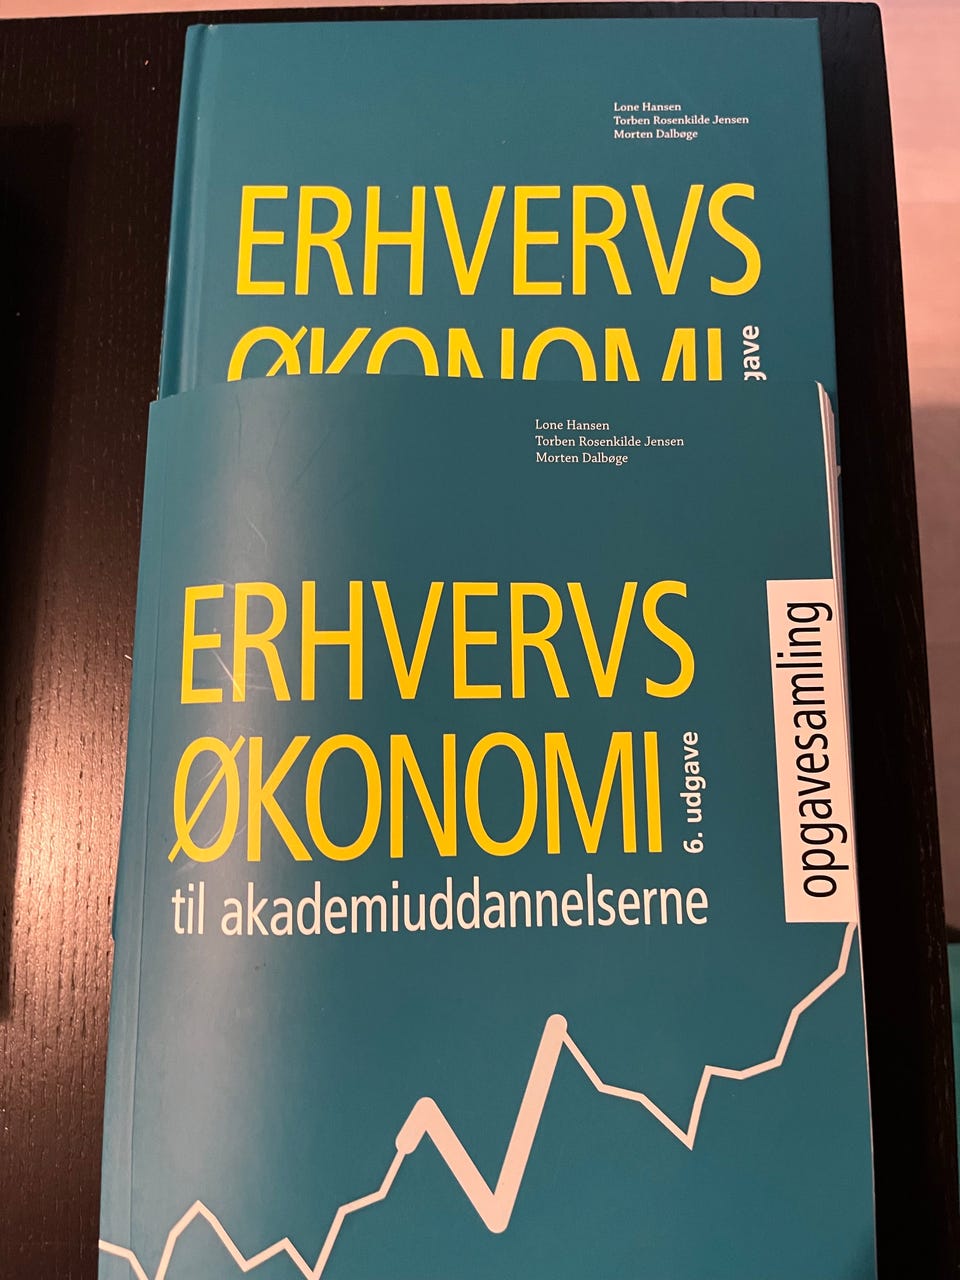 Lone Hansen
Torben Rosenkilde Jensen
Morten Dalbøge
ERHVERVS
ØKONOMI
Lone Hansen
Torben Rosenkilde Jensen
Morten Dalbøge
ERHVERVS
ØKONOMI
6. udgave
til akademiuddannelserne
opgavesamling